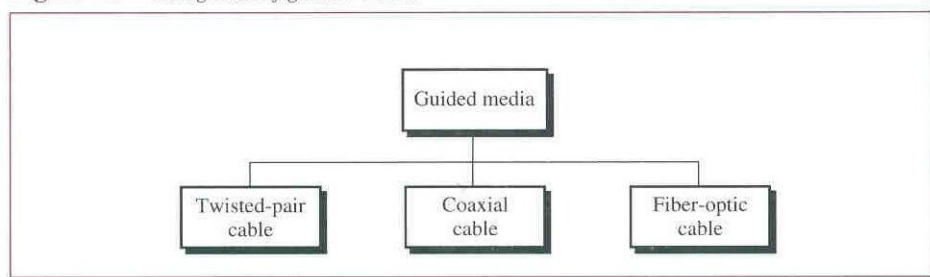 Guided media
Twisted-pair
cable
Coaxial
cable
Fiber-optic
cable